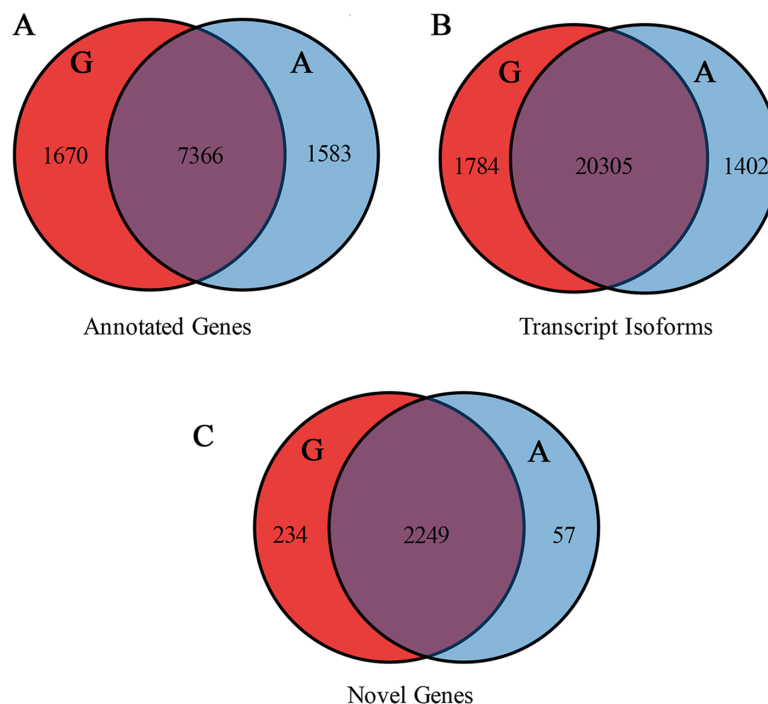 A
G
A
1670
7366
1583
Annotated Genes
B
G
A
1784
20305
1402
Transcript Isoforms
C
G
A
234
2249
57
Novel Genes